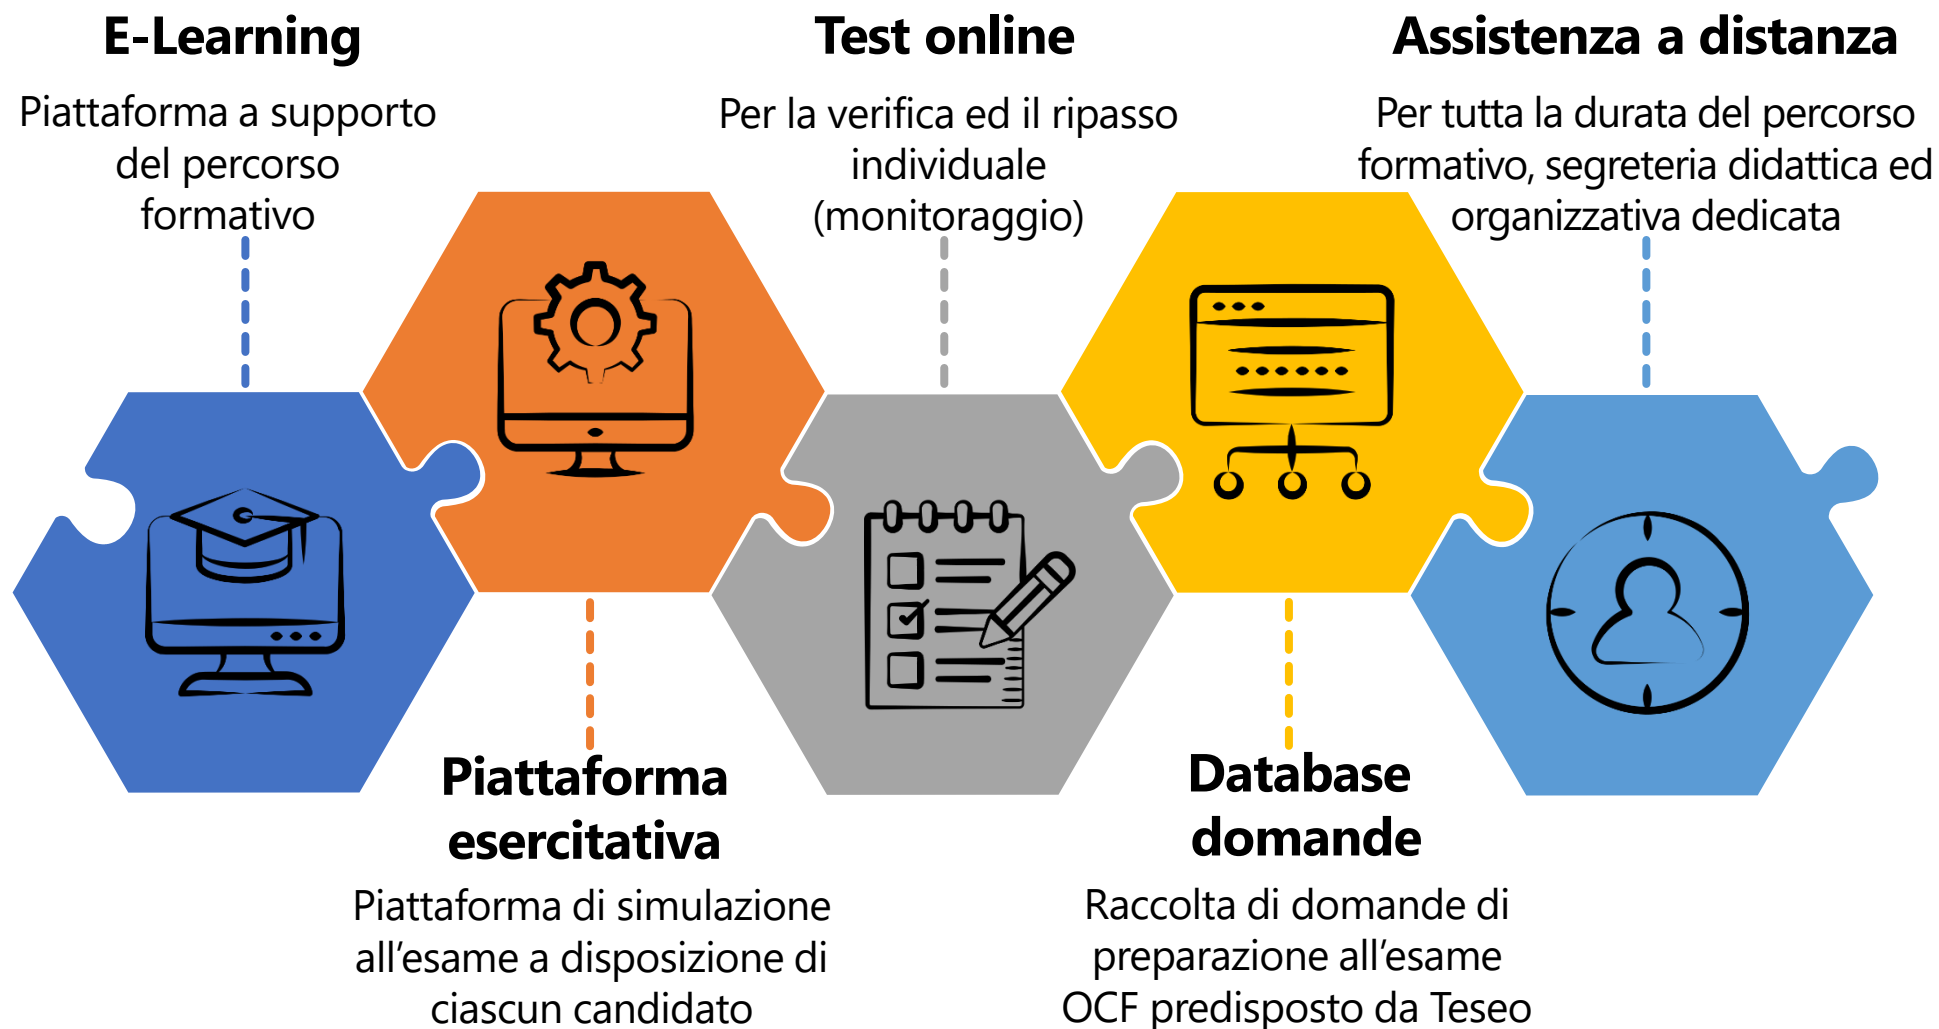 E-Learning
Piattaforma a supporto
del percorso
formativo
Test online
Per la verifica ed il ripasso
individuale
(monitoraggio)
Assistenza a distanza
Per tutta la durata del percorso
formativo, segreteria didattica ed
organizzativa dedicata
Piattaforma
esercitativa
Piattaforma di simulazione
all’esame a disposizione di
ciascun candidato
Database
domande
Raccolta di domande di
preparazione all’esame
OCF predisposto da Teseo